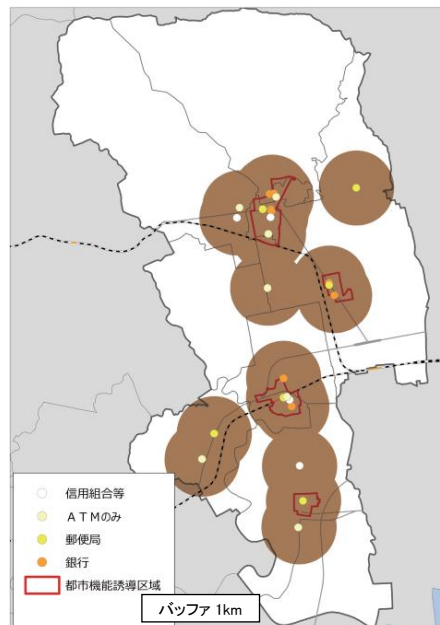 信用組合等
ＡＴＭのみ
郵便局
銀行
都市機能誘導区域
バッファ 1km